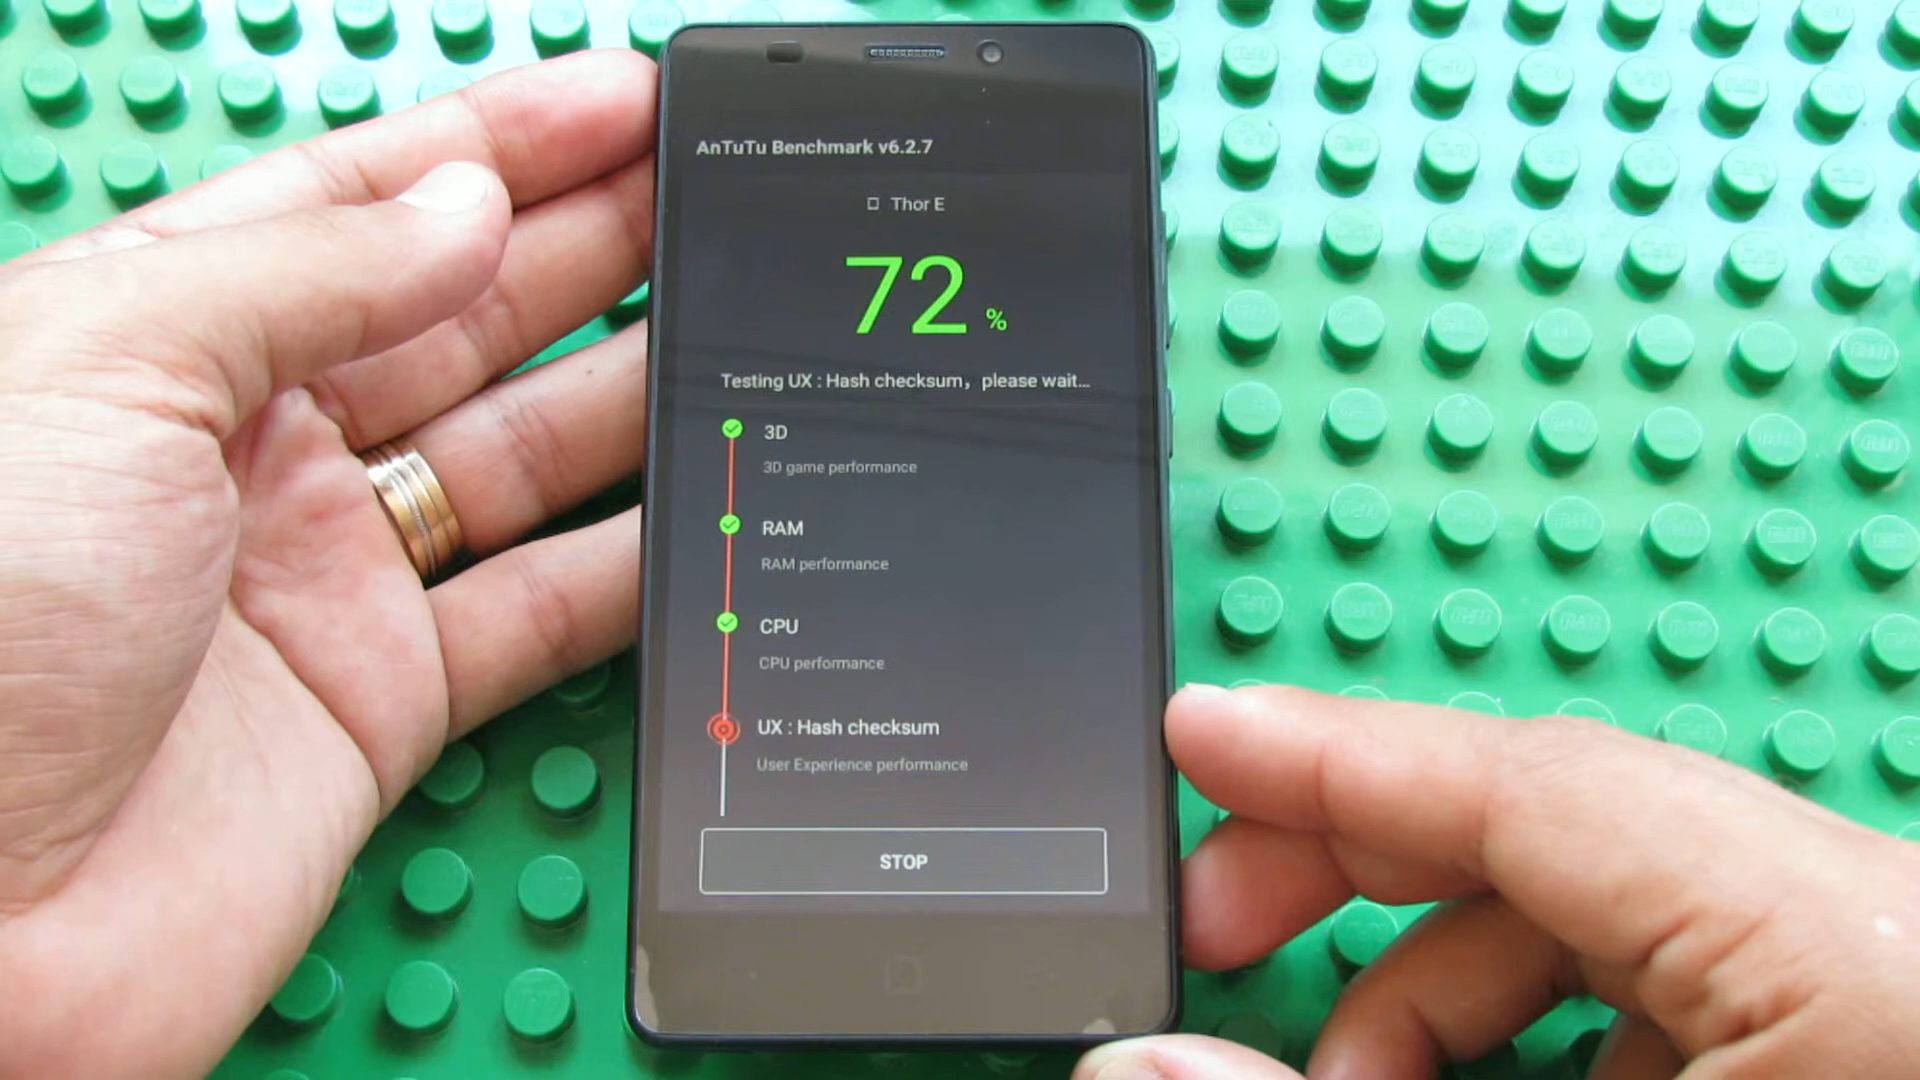 AnTuTu Benchmark v6.2.7
Thor E
72 %
Testing UX : Hash checksum, please wait...
3D
3D game performance
RAM
RAM performance
CPU
CPU performance
UX : Hash checksum
User Experience performance
STOP